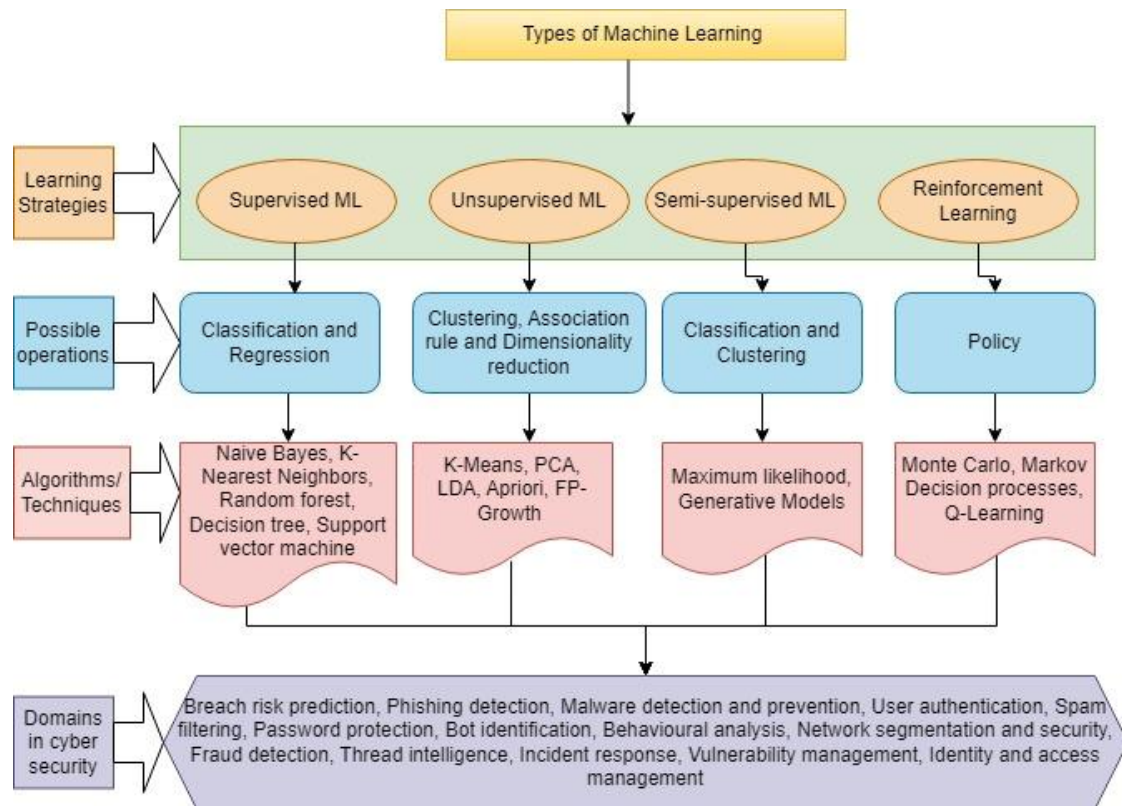 Types of Machine Learning
Learning
Strategies
Supervised ML
Unsupervised ML
Semi-supervised ML
Reinforcement
Learning
Possible
operations
Classification and
Regression
Clustering, Association
rule and Dimensionality
reduction
Classification and
Clustering
Policy
Algorithms/
Techniques
Naive Bayes, K-
Nearest Neighbors,
Random forest,
Decision tree, Support
vector machine
K-Means, PCA,
LDA, Apriori, FP-
Growth
Maximum likelihood,
Generative Models
Monte Carlo, Markov
Decision processes,
Q-Learning
Domains
in cyber
security
Breach risk prediction, Phishing detection, Malware detection and prevention, User authentication, Spam
filtering, Password protection, Bot identification, Behavioural analysis, Network segmentation and security,
Fraud detection, Thread intelligence, Incident response, Vulnerability management, Identity and access
management